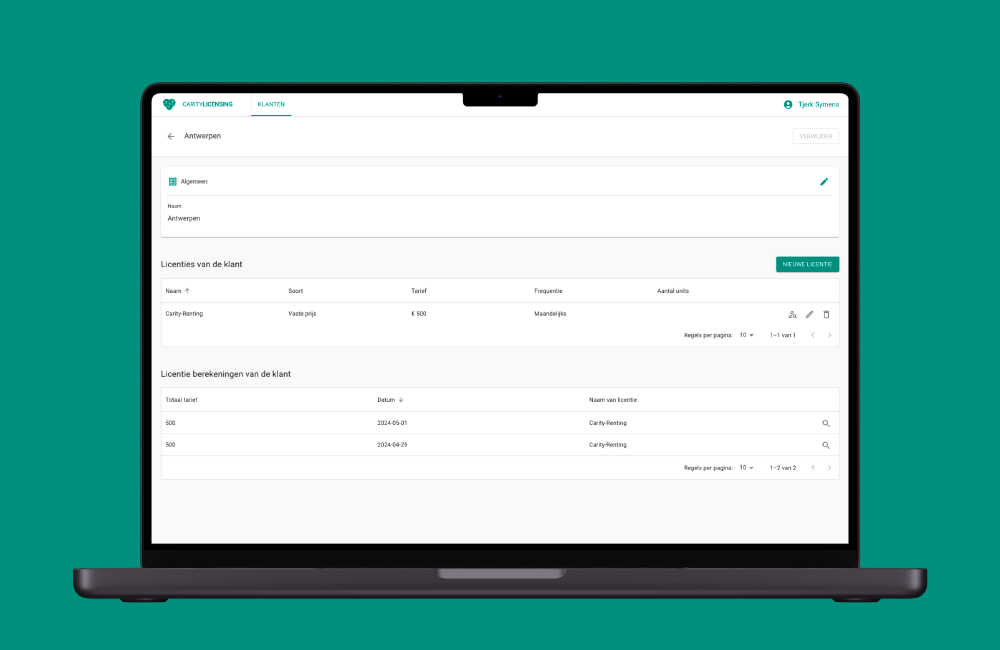 CARITYLICENSING KLANTEN Tjerk Symens
Antwerpen VERWIJDER
Algemeen
Naam
Antwerpen
Licenties van de klant NIEUWE LICENTIE
Naam Soort Tarief Frequentie Aantal units
Carity-Renting Vaste prijs € 500 Maandelijks
Regels per pagina: 10 1–1 van 1
Licentie berekeningen van de klant
Totaal tarief Datum Naam van licentie
500 2024-05-01 Carity-Renting
500 2024-04-29 Carity-Renting
Regels per pagina: 10 1–2 van 2